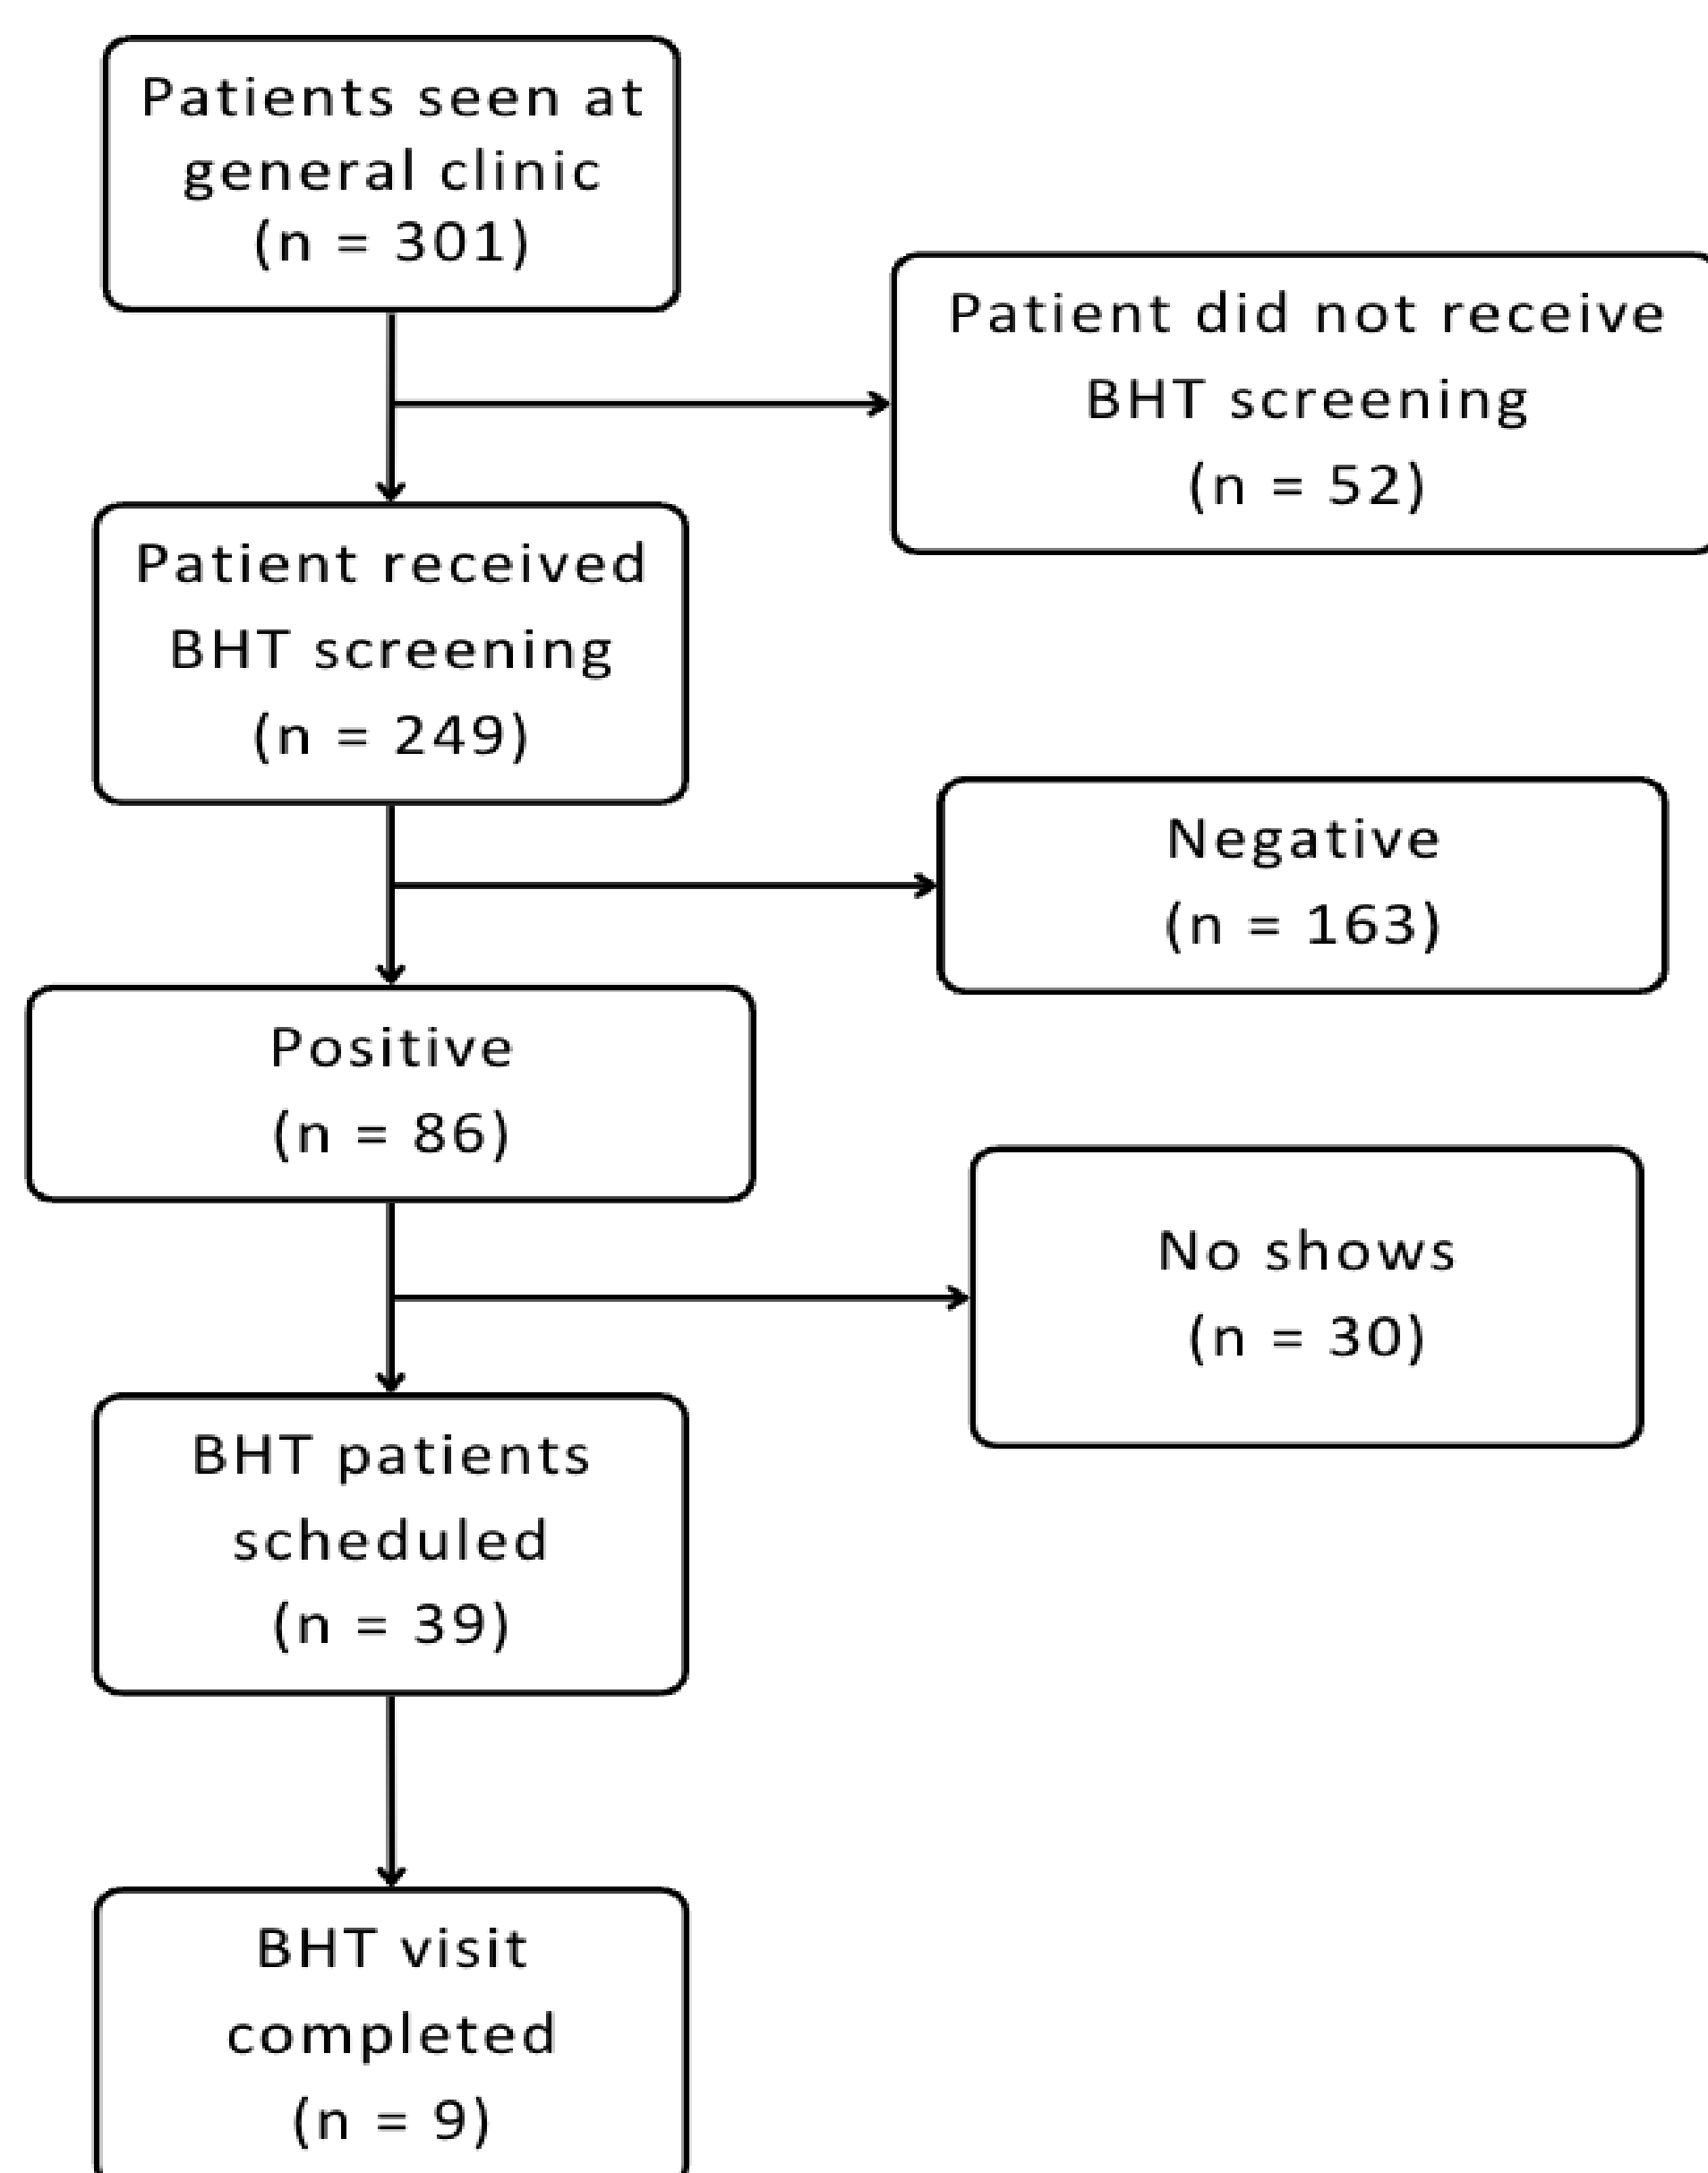 Patients seen at
general clinic
(n = 301)
Patient did not receive
BHT screening
(n = 52)
Patient received
BHT screening
(n = 249)
Negative
(n = 163)
Positive
(n = 86)
No shows
(n = 30)
BHT patients
scheduled
(n = 39)
BHT visit
completed
(n = 9)